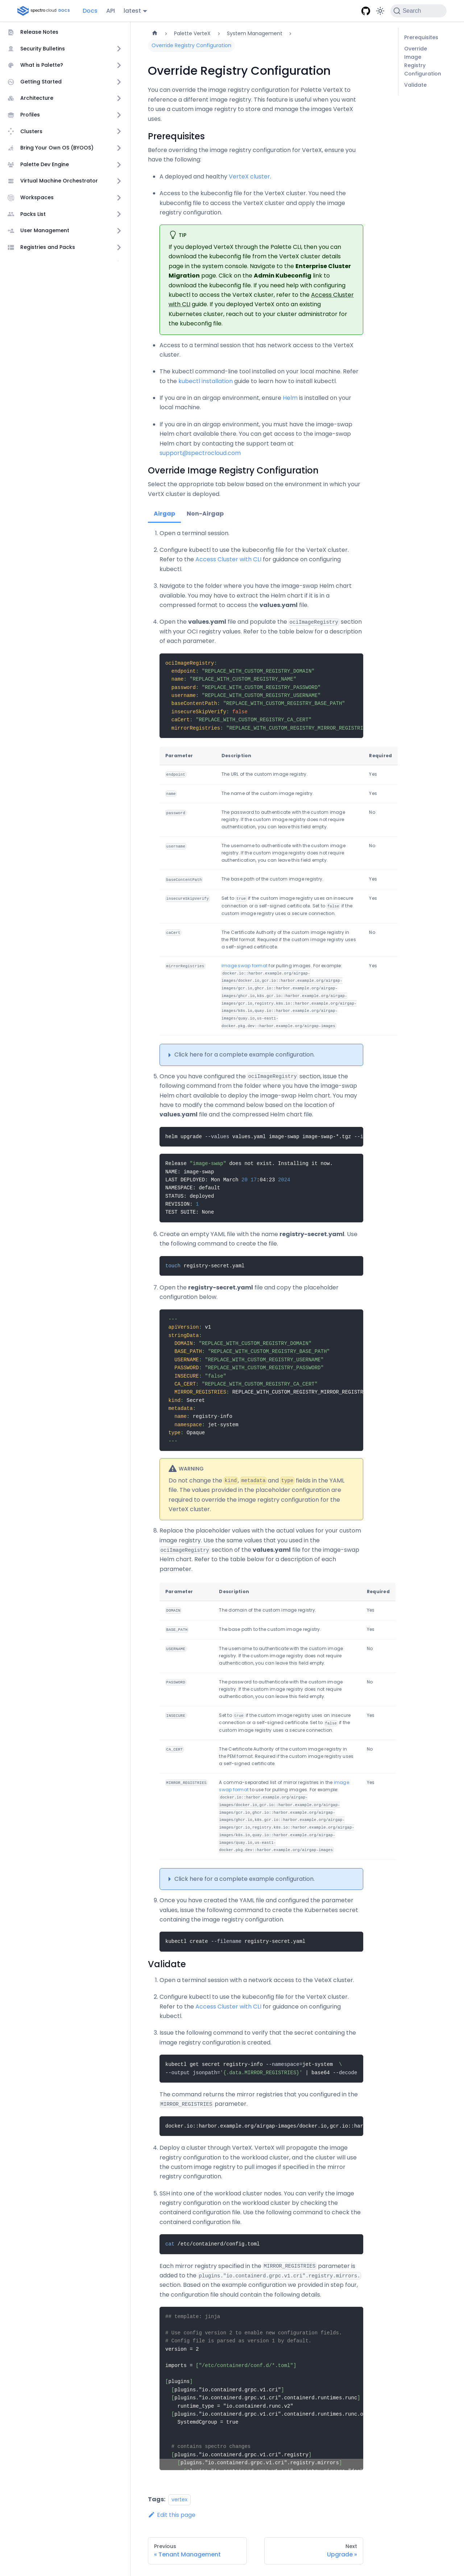 spectro cloud DOCS
Docs
API
latest
Search
Release Notes
Security Bulletins
What is Palette?
Getting Started
Architecture
Profiles
Clusters
Bring Your Own OS (BYOOS)
Palette Dev Engine
Virtual Machine Orchestrator
Workspaces
Packs List
User Management
Registries and Packs
Palette VerteX
System Management
Override Registry Configuration
Override Registry Configuration
You can override the image registry configuration for Palette VerteX to
reference a different image registry. This feature is useful when you want
to use a custom image registry to store and manage the images VerteX
uses.
Prerequisites
Before overriding the image registry configuration for VerteX, ensure you
have the following:
A deployed and healthy VerteX cluster.
Access to the kubeconfig file for the VerteX cluster. You need the
kubeconfig file to access the VerteX cluster and apply the image
registry configuration.
TIP
If you deployed VerteX through the Palette CLI, then you can
download the kubeconfig file from the VerteX cluster details
page in the system console. Navigate to the Enterprise Cluster
Migration page. Click on the Admin Kubeconfig link to
download the kubeconfig file. If you need help with configuring
kubectl to access the VerteX cluster, refer to the Access Cluster
with CLI guide. If you deployed VerteX onto an existing
Kubernetes cluster, reach out to your cluster administrator for
the kubeconfig file.
Access to a terminal session that has network access to the VerteX
cluster.
The kubectl command-line tool installed on your local machine. Refer
to the kubectl installation guide to learn how to install kubectl.
If you are in an airgap environment, ensure Helm is installed on your
local machine.
If you are in an airgap environment, you must have the image-swap
Helm chart available there. You can get access to the image-swap
Helm chart by contacting the support team at
support@spectrocloud.com
Override Image Registry Configuration
Select the appropriate tab below based on the environment in which your
VertX cluster is deployed.
Airgap
Non-Airgap
1. Open a terminal session.
2. Configure kubectl to use the kubeconfig file for the VerteX cluster.
Refer to the Access Cluster with CLI for guidance on configuring
kubectl.
3. Navigate to the folder where you have the image-swap Helm chart
available. You may have to extract the Helm chart if it is in a
compressed format to access the values.yaml file.
4. Open the values.yaml file and populate the ociImageRegistry section
with your OCI registry values. Refer to the table below for a description
of each parameter.
ociImageRegistry:
endpoint: "REPLACE_WITH_CUSTOM_REGISTRY_DOMAIN"
name: "REPLACE_WITH_CUSTOM_REGISTRY_NAME"
password: "REPLACE_WITH_CUSTOM_REGISTRY_PASSWORD"
username: "REPLACE_WITH_CUSTOM_REGISTRY_USERNAME"
baseContentPath: "REPLACE_WITH_CUSTOM_REGISTRY_BASE_PATH"
insecureSkipVerify: false
caCert: "REPLACE_WITH_CUSTOM_REGISTRY_CA_CERT"
mirrorRegistries: "REPLACE_WITH_CUSTOM_REGISTRY_MIRROR_REGISTRI
Parameter Description Required
endpoint The URL of the custom image registry. Yes
name The name of the custom image registry. Yes
password The password to authenticate with the custom image No
registry. If the custom image registry does not require
authentication, you can leave this field empty.
username The username to authenticate with the custom image No
registry. If the custom image registry does not require
authentication, you can leave this field empty.
baseContentPath The base path of the custom image registry. Yes
insecureSkipVerify Set to true if the custom image registry uses an insecure Yes
connection or a self-signed certificate. Set to false if the
custom image registry uses a secure connection.
caCert The Certificate Authority of the custom image registry in No
the PEM format. Required if the custom image registry uses
a self-signed certificate.
mirrorRegistries image swap format for pulling images. For example: Yes
docker.io::harbor.example.org/airgap-
images/docker.io,gcr.io::harbor.example.org/airgap-
images/gcr.io,ghcr.io::harbor.example.org/airgap-
images/ghcr.io,k8s.gcr.io::harbor.example.org/airgap-
images/gcr.io,registry.k8s.io::harbor.example.org/airgap-
images/k8s.io,quay.io::harbor.example.org/airgap-
images/quay.io,us-east1-
docker.pkg.dev::harbor.example.org/airgap-images
Click here for a complete example configuration.
5. Once you have configured the ociImageRegistry section, issue the
following command from the folder where you have the image-swap
Helm chart available to deploy the image-swap Helm chart. You may
have to modify the command below based on the location of
values.yaml file and the compressed Helm chart file.
helm upgrade --values values.yaml image-swap image-swap-*.tgz --i
Release "image-swap" does not exist. Installing it now.
NAME: image-swap
LAST DEPLOYED: Mon March 20 17:04:23 2024
NAMESPACE: default
STATUS: deployed
REVISION: 1
TEST SUITE: None
6. Create an empty YAML file with the name registry-secret.yaml. Use
the following command to create the file.
touch registry-secret.yaml
7. Open the registry-secret.yaml file and copy the placeholder
configuration below.
---
apiVersion: v1
stringData:
DOMAIN: "REPLACE_WITH_CUSTOM_REGISTRY_DOMAIN"
BASE_PATH: "REPLACE_WITH_CUSTOM_REGISTRY_BASE_PATH"
USERNAME: "REPLACE_WITH_CUSTOM_REGISTRY_USERNAME"
PASSWORD: "REPLACE_WITH_CUSTOM_REGISTRY_PASSWORD"
INSECURE: "false"
CA_CERT: "REPLACE_WITH_CUSTOM_REGISTRY_CA_CERT"
MIRROR_REGISTRIES: REPLACE_WITH_CUSTOM_REGISTRY_MIRROR_REGISTR
kind: Secret
metadata:
name: registry-info
namespace: jet-system
type: Opaque
---
WARNING
Do not change the kind, metadata and type fields in the YAML
file. The values provided in the placeholder configuration are
required to override the image registry configuration for the
VerteX cluster.
8. Replace the placeholder values with the actual values for your custom
image registry. Use the same values that you used in the
ociImageRegistry section of the values.yaml file for the image-swap
Helm chart. Refer to the table below for a description of each
parameter.
Parameter Description Required
DOMAIN The domain of the custom image registry. Yes
BASE_PATH The base path to the custom image registry. Yes
USERNAME The username to authenticate with the custom image No
registry. If the custom image registry does not require
authentication, you can leave this field empty.
PASSWORD The password to authenticate with the custom image No
registry. If the custom image registry does not require
authentication, you can leave this field empty.
INSECURE Set to true if the custom image registry uses an insecure Yes
connection or a self-signed certificate. Set to false if the
custom image registry uses a secure connection.
CA_CERT The Certificate Authority of the custom image registry in No
the PEM format. Required if the custom image registry uses
a self-signed certificate.
MIRROR_REGISTRIES A comma-separated list of mirror registries in the image Yes
swap format to use for pulling images. For example:
docker.io::harbor.example.org/airgap-
images/docker.io,gcr.io::harbor.example.org/airgap-
images/gcr.io,ghcr.io::harbor.example.org/airgap-
images/ghcr.io,k8s.gcr.io::harbor.example.org/airgap-
images/gcr.io,registry.k8s.io::harbor.example.org/airgap-
images/k8s.io,quay.io::harbor.example.org/airgap-
images/quay.io,us-east1-
docker.pkg.dev::harbor.example.org/airgap-images
Click here for a complete example configuration.
9. Once you have created the YAML file and configured the parameter
values, issue the following command to create the Kubernetes secret
containing the image registry configuration.
kubectl create --filename registry-secret.yaml
Validate
1. Open a terminal session with a network access to the VeteX cluster.
2. Configure kubectl to use the kubeconfig file for the VerteX cluster.
Refer to the Access Cluster with CLI for guidance on configuring
kubectl.
3. Issue the following command to verify that the secret containing the
image registry configuration is created.
kubectl get secret registry-info --namespace=jet-system \
--output jsonpath='{.data.MIRROR_REGISTRIES}' | base64 --decode
The command returns the mirror registries that you configured in the
MIRROR_REGISTRIES parameter.
docker.io::harbor.example.org/airgap-images/docker.io,gcr.io::har
4. Deploy a cluster through VerteX. VerteX will propagate the image
registry configuration to the workload cluster, and the cluster will use
the custom image registry to pull images if specified in the mirror
registry configuration.
5. SSH into one of the workload cluster nodes. You can verify the image
registry configuration on the workload cluster by checking the
containerd configuration file. Use the following command to check the
containerd configuration file.
cat /etc/containerd/config.toml
Each mirror registry specified in the MIRROR_REGISTRIES parameter is
added to the plugins."io.containerd.grpc.v1.cri".registry.mirrors.
section. Based on the example configuration we provided in step four,
the configuration file should contain the following details.
## template: jinja
# Use config version 2 to enable new configuration fields.
# Config file is parsed as version 1 by default.
version = 2
imports = ["/etc/containerd/conf.d/*.toml"]
[plugins]
[plugins."io.containerd.grpc.v1.cri"]
[plugins."io.containerd.grpc.v1.cri".containerd.runtimes.runc]
runtime_type = "io.containerd.runc.v2"
[plugins."io.containerd.grpc.v1.cri".containerd.runtimes.runc.o
SystemdCgroup = true
# contains spectro changes
[plugins."io.containerd.grpc.v1.cri".registry]
[plugins."io.containerd.grpc.v1.cri".registry.mirrors]
Tags: vertex
Edit this page
Previous
« Tenant Management
Next
Upgrade »
Prerequisites
Override
Image
Registry
Configuration
Validate